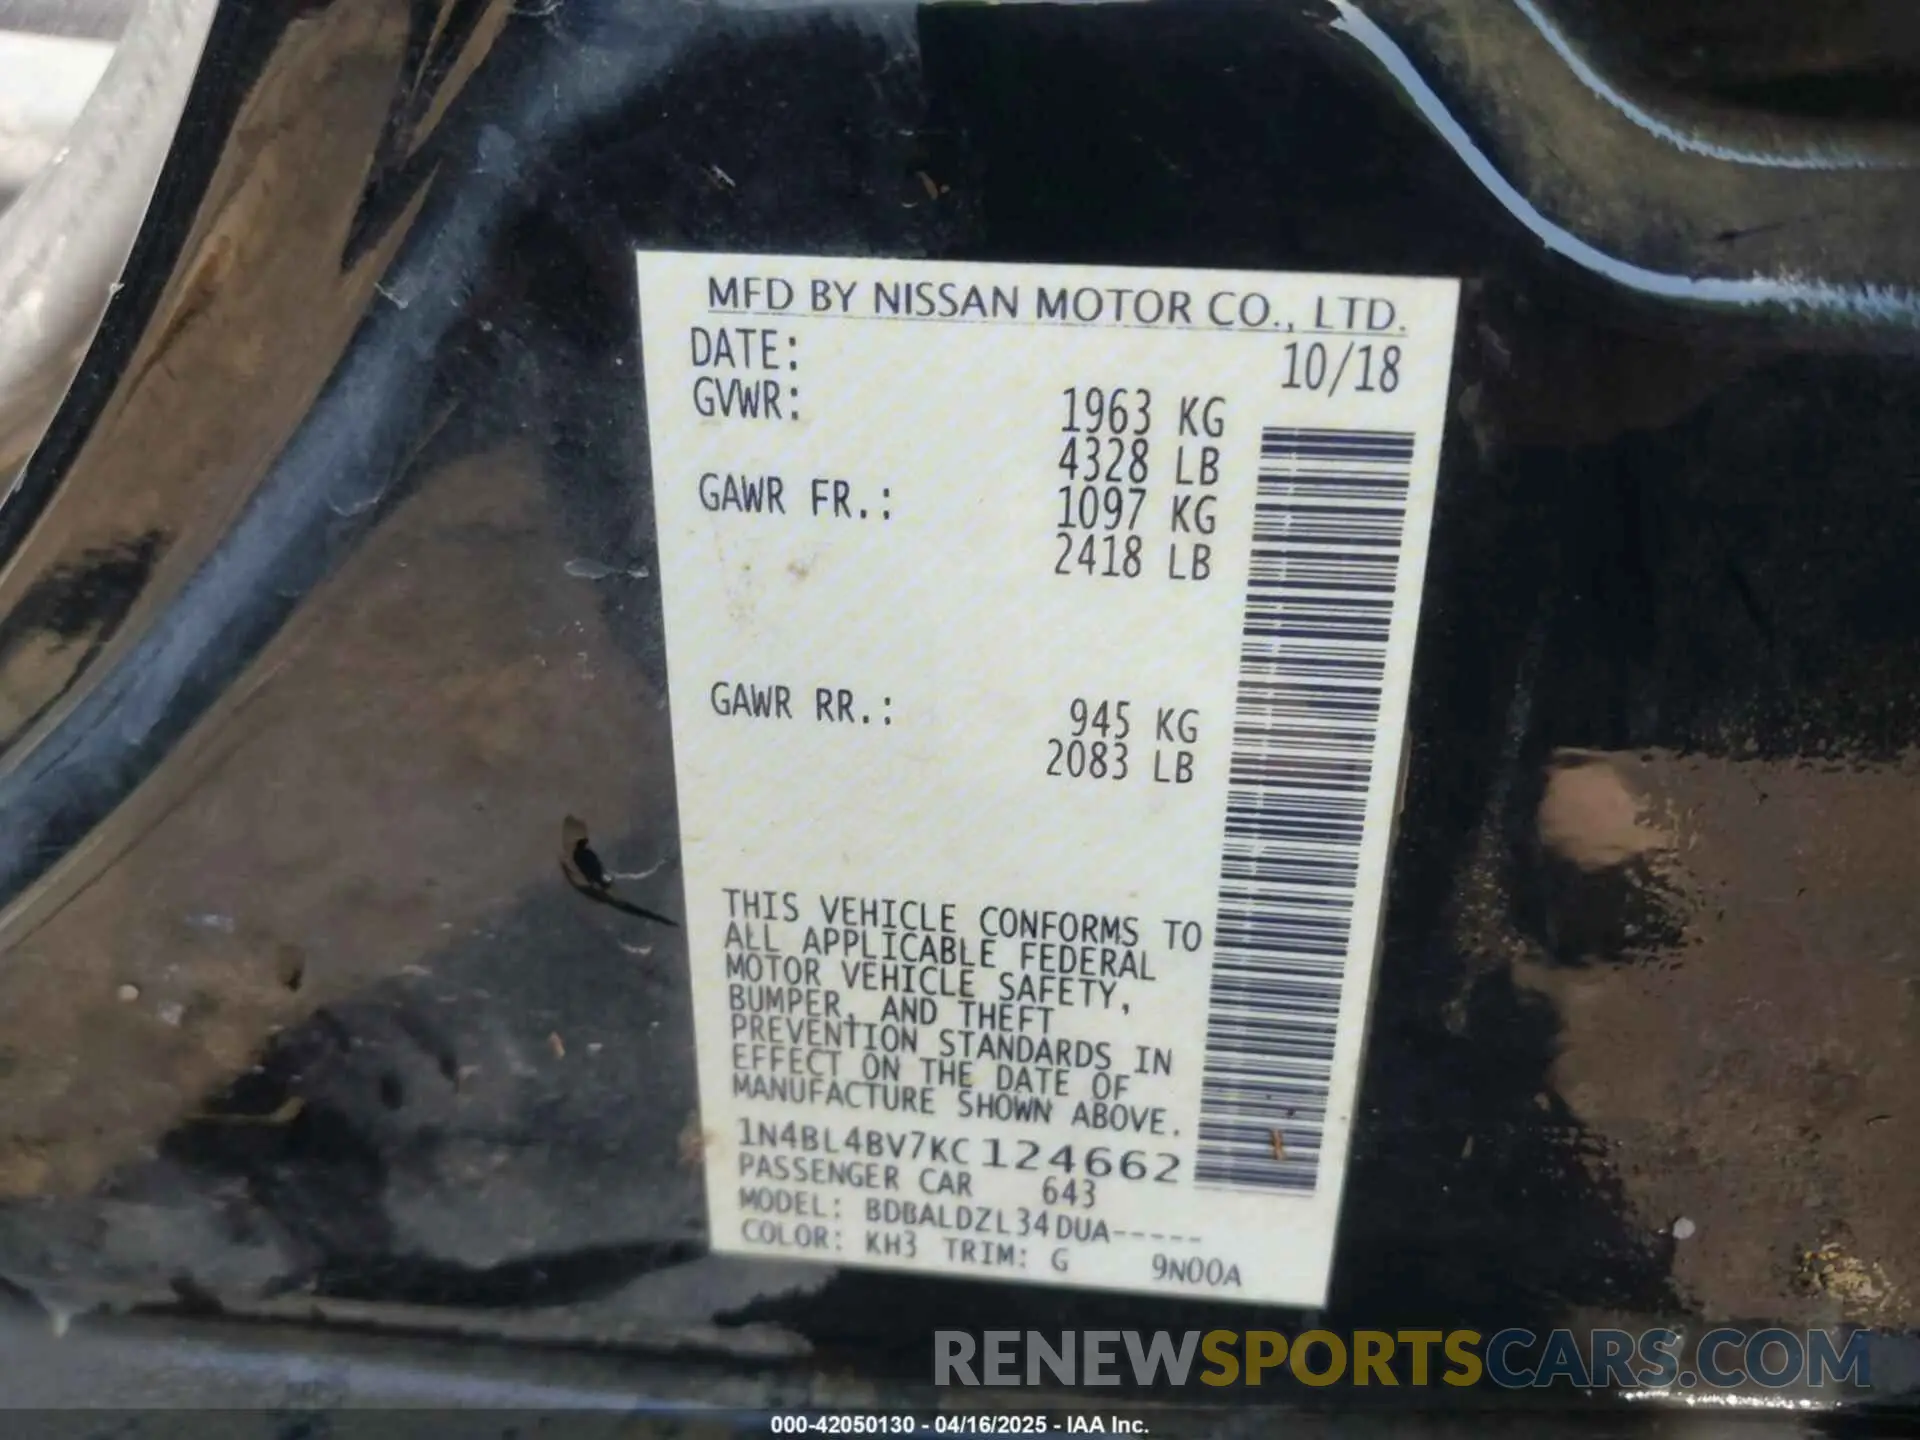 MFD BY NISSAN MOTOR CO., LTD.
DATE: 10/18
GVWR: 1963 KG
4328 LB
GAWR FR.: 1097 KG
2418 LB
GAWR RR.: 945 KG
2083 LB
THIS VEHICLE CONFORMS TO
ALL APPLICABLE FEDERAL
MOTOR VEHICLE SAFETY,
BUMPER, AND THEFT
PREVENTION STANDARDS IN
EFFECT ON THE DATE OF
MANUFACTURE SHOWN ABOVE.
1N4BL4BV7KC124662
PASSENGER CAR 643
MODEL: BDBALDZL34DUA-----
COLOR: KH3 TRIM: G 9N00A
RENEWSPORTSCARS.COM
000-42050130 - 04/16/2025 - IAA Inc.